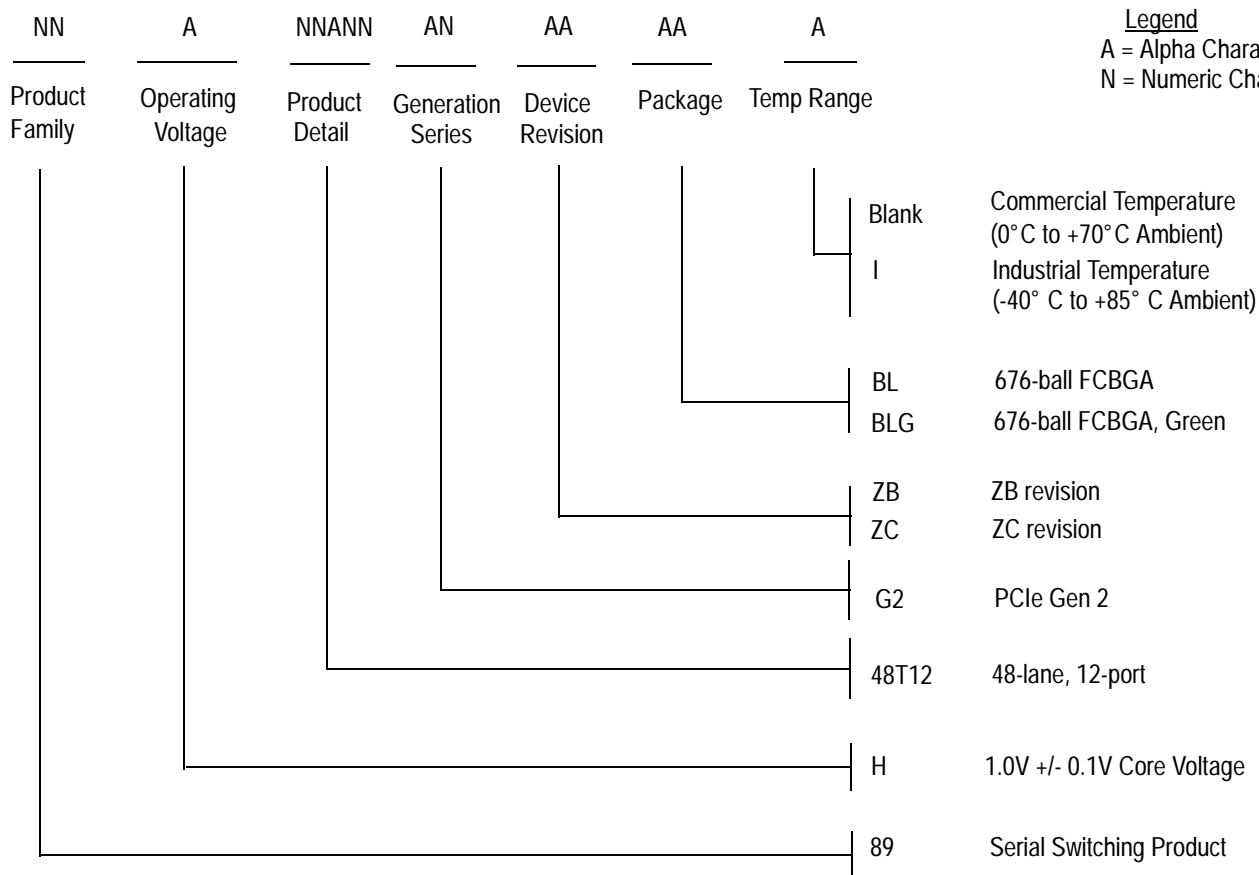 NN A NNANN AN AA AA A
Legend
A = Alpha Chara
N = Numeric Cha
Product Family
Operating Voltage
Product Detail
Generation Series
Device Revision
Package
Temp Range
Blank Commercial Temperature
(0°C to +70°C Ambient)
I Industrial Temperature
(-40° C to +85° C Ambient)
BL 676-ball FCBGA
BLG 676-ball FCBGA, Green
ZB ZB revision
ZC ZC revision
G2 PCIe Gen 2
48T12 48-lane, 12-port
H 1.0V +/- 0.1V Core Voltage
89 Serial Switching Product